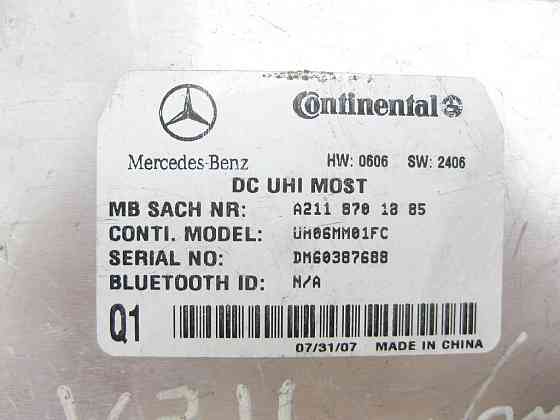 Continental
Mercedes-Benz
HW: 0606 SW: 2406
DC UHI MOST
MB SACH NR: A211 870 18 85
CONTI. MODEL: UM06MM01FC
SERIAL NO: DM60387688
BLUETOOTH ID: N/A
Q1
07/31/07 MADE IN CHINA